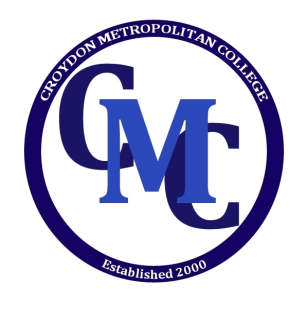 CROYDON METROPOLITAN COLLEGE
CMC
Established 2000